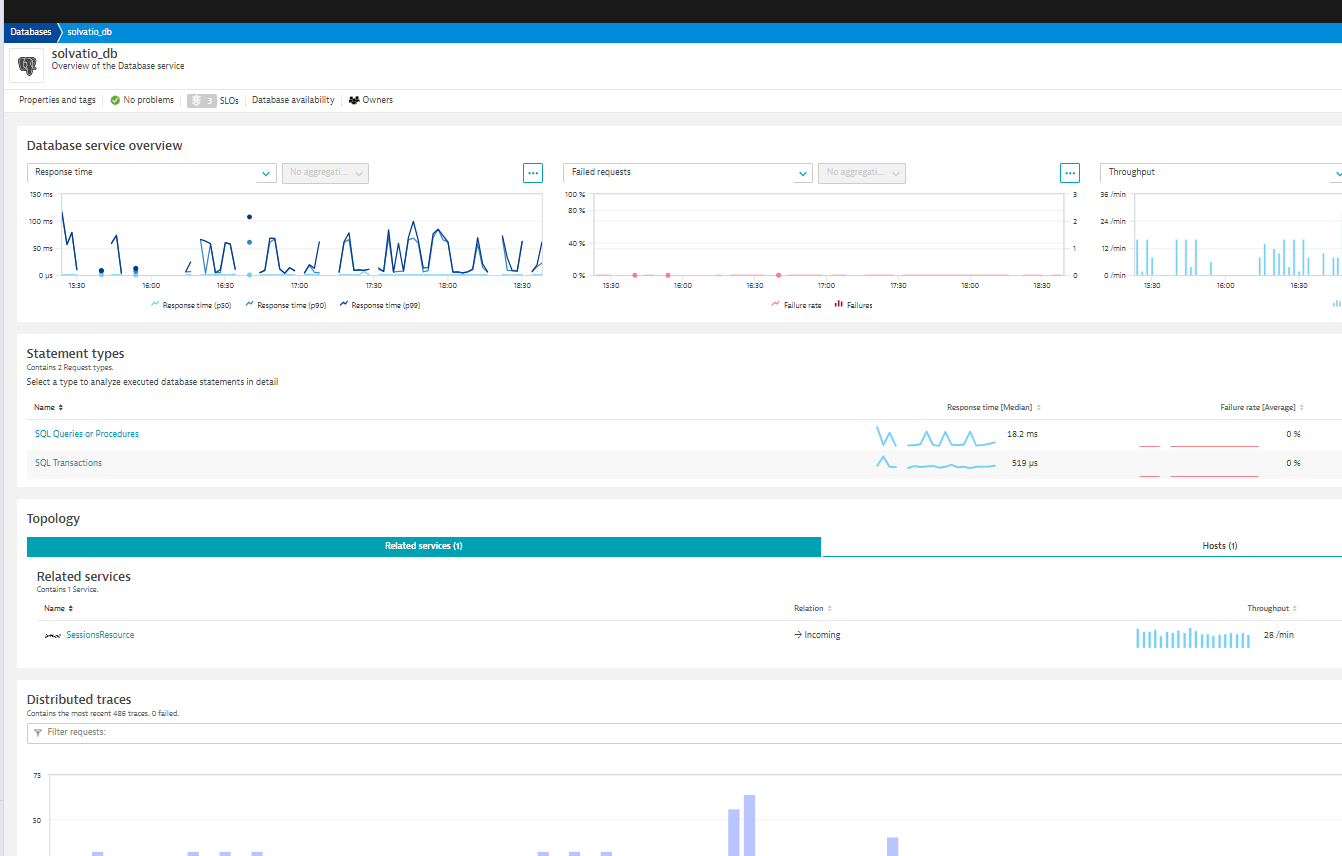 Databases solvatio_db
solvatio_db
Overview of the Database service
Properties and tags No problems 3 SLOs Database availability Owners
Database service overview
Response time No aggregati... ... Failed requests No aggregati... ... Throughput
150 ms 100 % 3 36 /min
80 %
100 ms 2 24 /min
50 ms 40 % 1 12 /min
0 µs 0 % 0 0 /min
15:30 16:00 16:30 17:00 17:30 18:00 18:30 15:30 16:00 16:30 17:00 17:30 18:00 18:30 15:30 16:00 16:30
Response time (p50) Response time (p90) Response time (p99) Failure rate Failures
Statement types
Contains 2 Request types.
Select a type to analyze executed database statements in detail
Name Response time [Median] Failure rate [Average]
SQL Queries or Procedures 18.2 ms 0 %
SQL Transactions 519 µs 0 %
Topology
Related services (1) Hosts (1)
Related services
Contains 1 Service.
Name Relation Throughput
SessionsResource Incoming 28 /min
Distributed traces
Contains the most recent 486 traces. 0 failed.
Filter requests:
75
50